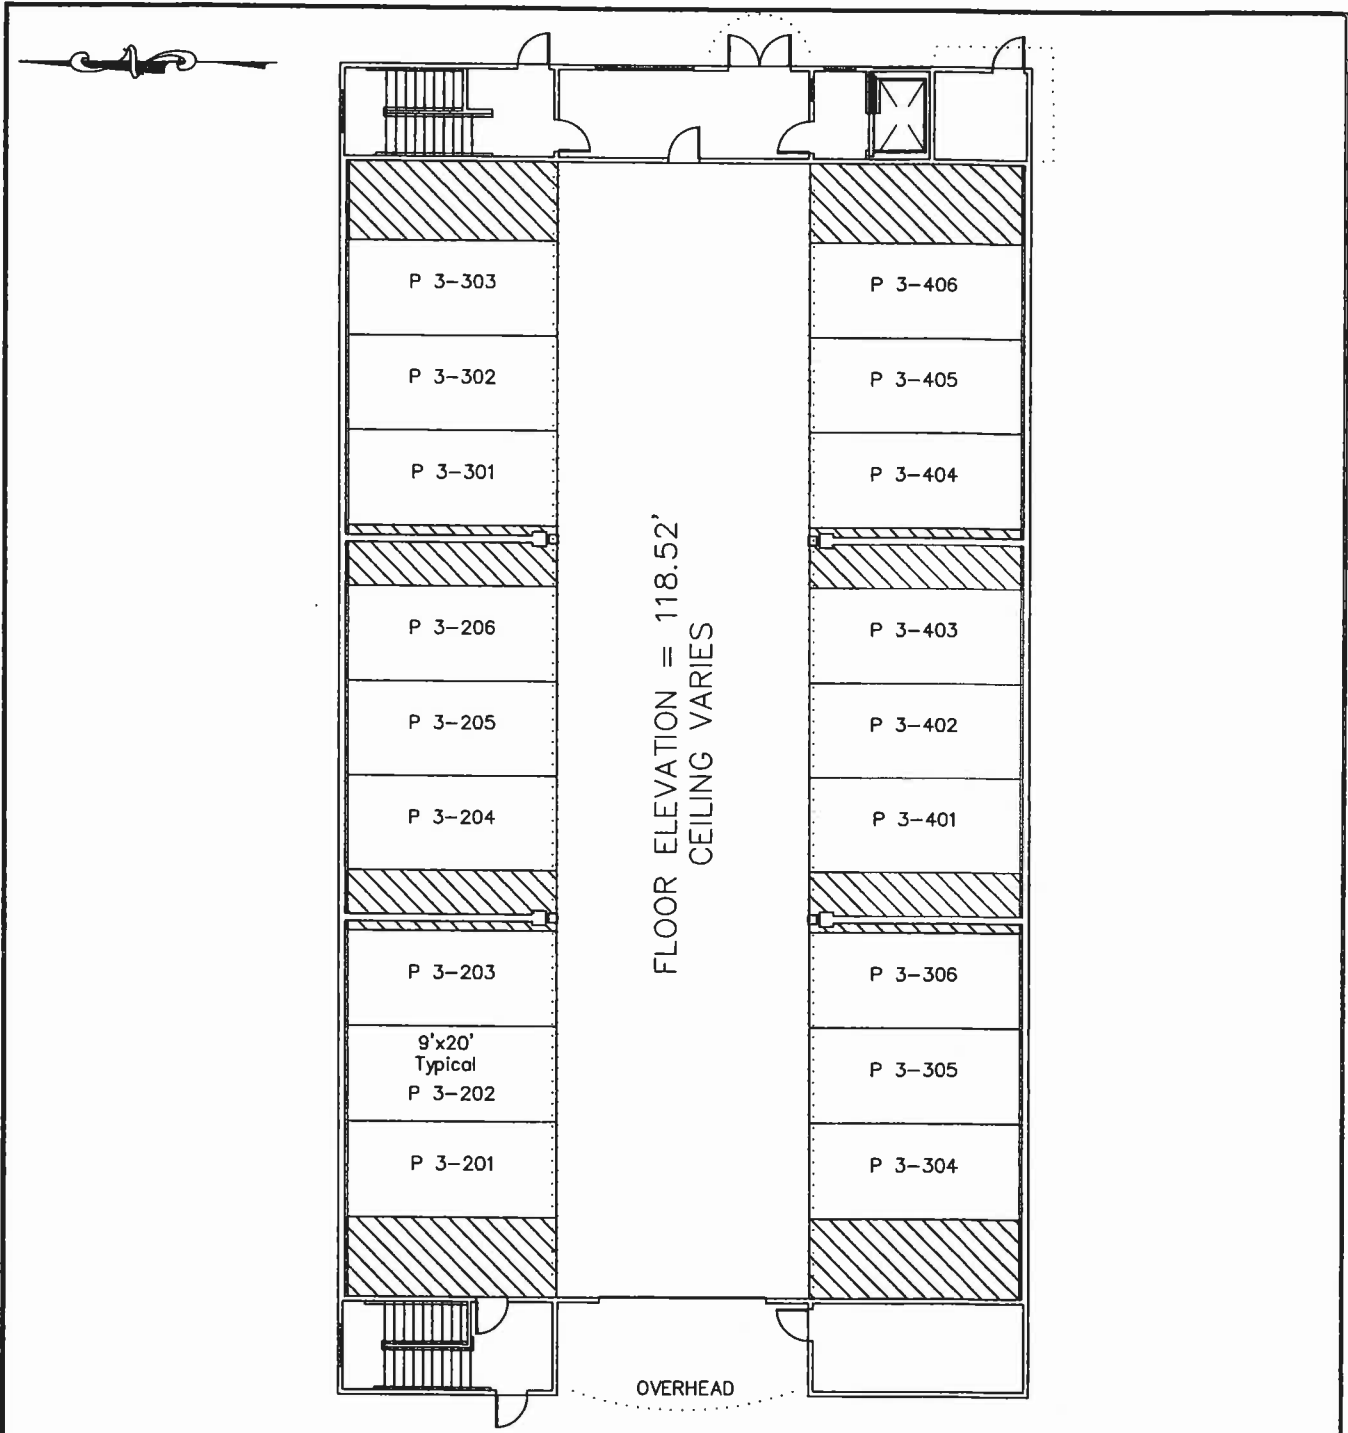 P 3-303
P 3-302
P 3-301
P 3-206
P 3-205
P 3-204
P 3-203
9'x20'
Typical
P 3-202
P 3-201
FLOOR ELEVATION = 118.52'
CEILING VARIES
P 3-406
P 3-405
P 3-404
P 3-403
P 3-402
P 3-401
P 3-306
P 3-305
P 3-304
OVERHEAD